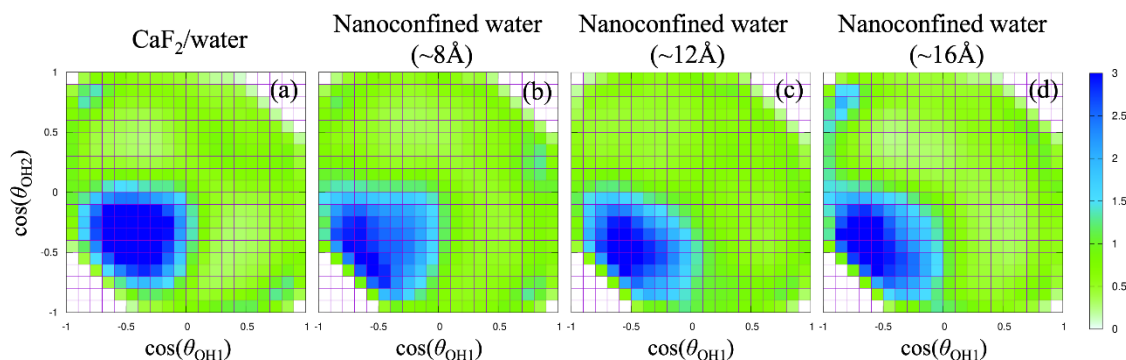 CaF₂/water
Nanoconfined water
(~8Å)
Nanoconfined water
(~12Å)
Nanoconfined water
(~16Å)
(a)
(b)
(c)
(d)
cos(θOH2)
1
0.5
0
-0.5
-1
-1
-0.5
0
0.5
1
-1
-0.5
0
0.5
1
-1
-0.5
0
0.5
1
-1
-0.5
0
0.5
1
cos(θOH1)
cos(θOH1)
cos(θOH1)
cos(θOH1)
3
2.5
2
1.5
1
0.5
0